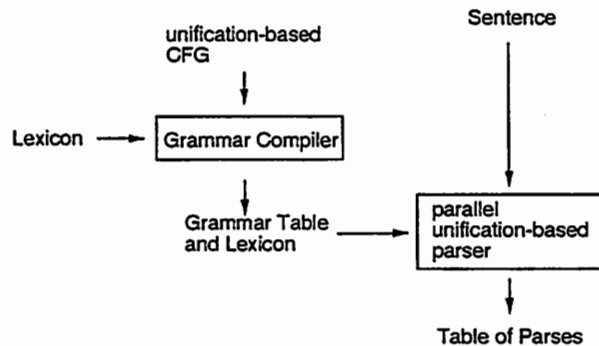 Sentence
unification-based
CFG
Lexicon
Grammar Compiler
Grammar Table
and Lexicon
parallel
unification-based
parser
Table of Parses